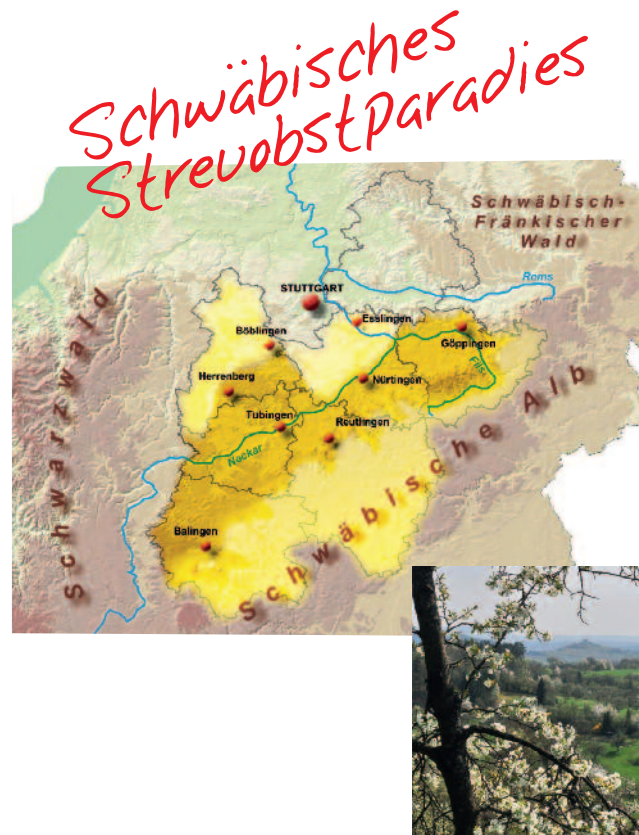 Schwäbisches
Streuobstparadies
Schwäbisch-
Fränkischer
Wald
Rems
STUTTGART
Esslingen
Böblingen
Göppingen
Fils
Herrenberg
Nürtingen
Tübingen
Reutlingen
Neckar
Balingen
Schwarzwald
Schwäbische Alb